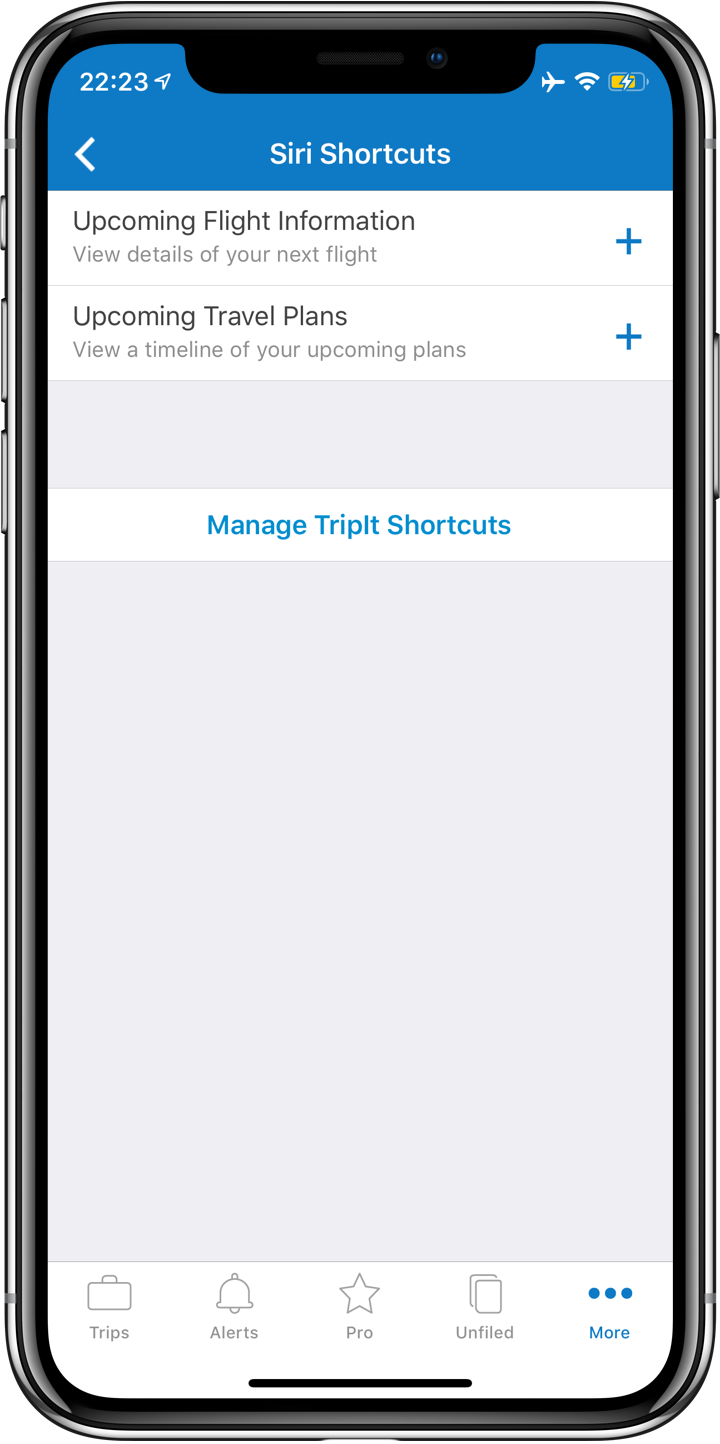 22:23
Siri Shortcuts
Upcoming Flight Information
View details of your next flight
Upcoming Travel Plans
View a timeline of your upcoming plans
Manage TripIt Shortcuts
Trips Alerts Pro Unfiled More